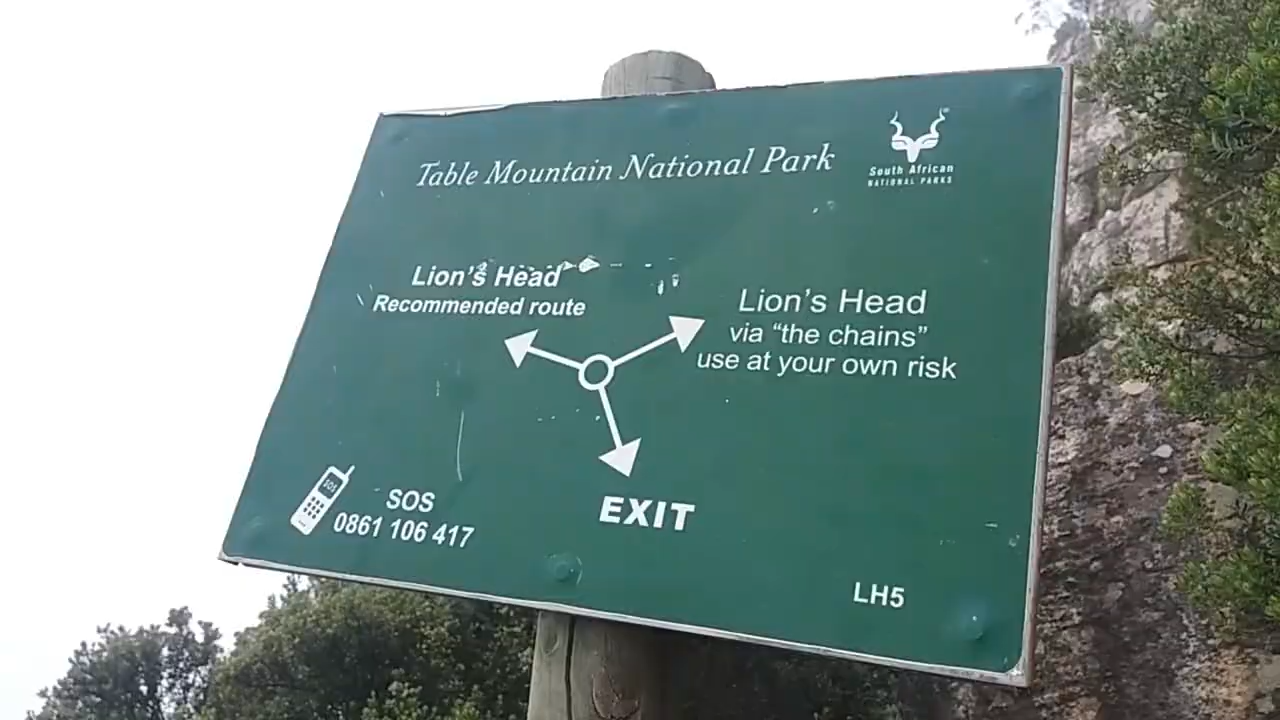 Table Mountain National Park
South African
NATIONAL PARKS
Lion's Head
Recommended route
Lion's Head
via “the chains”
use at your own risk
SOS
SOS
0861 106 417
EXIT
LH5